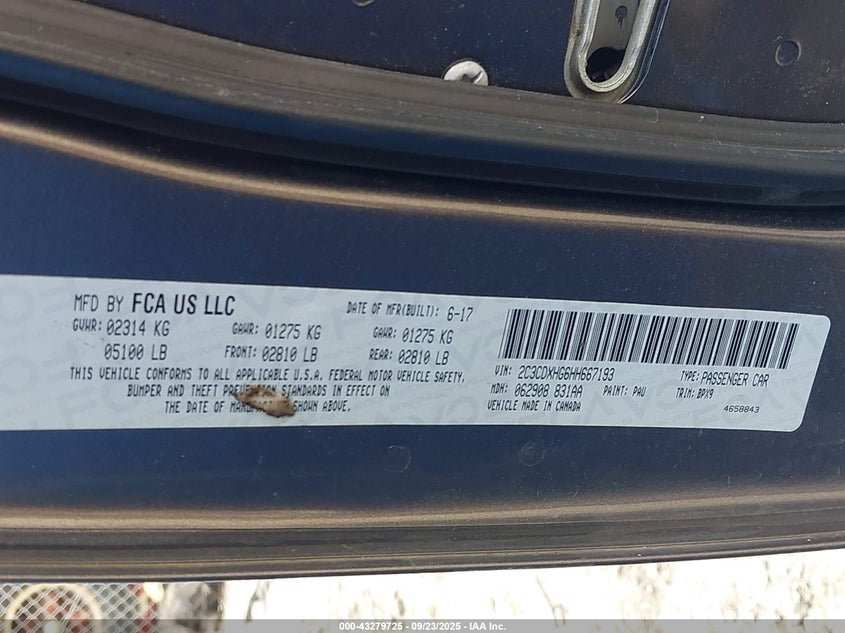 MFD BY FCA US LLC DATE OF MFR(BUILT): 6-17
GVWR: 02314 KG GAWR: 01275 KG GAWR: 01275 KG
05100 LB FRONT: 02810 LB REAR: 02810 LB
THIS VEHICLE CONFORMS TO ALL APPLICABLE U.S.A. FEDERAL MOTOR VEHICLE SAFETY,
BUMPER AND THEFT PREVENTION STANDARDS IN EFFECT ON
THE DATE OF MANUFACTURE SHOWN ABOVE.
VIN: 2C3CDXHG6HH667193 TYPE: PASSENGER CAR
MDH: 062908 831AA PAINT: PAU TRIM: BPX9
VEHICLE MADE IN CANADA 4658843
000-43279725 - 09/23/2025 - IAA Inc.